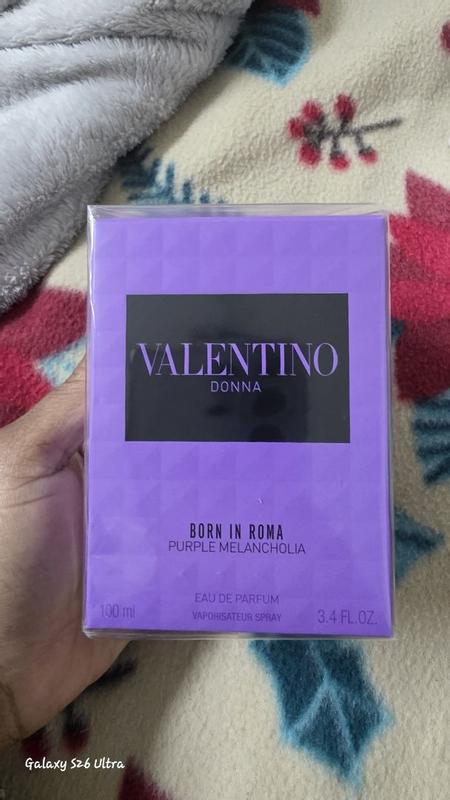 VALENTINO
DONNA
BORN IN ROMA
PURPLE MELANCHOLIA
EAU DE PARFUM
100 ml VAPORISATEUR SPRAY 3.4 FL.OZ.
Galaxy S26 Ultra